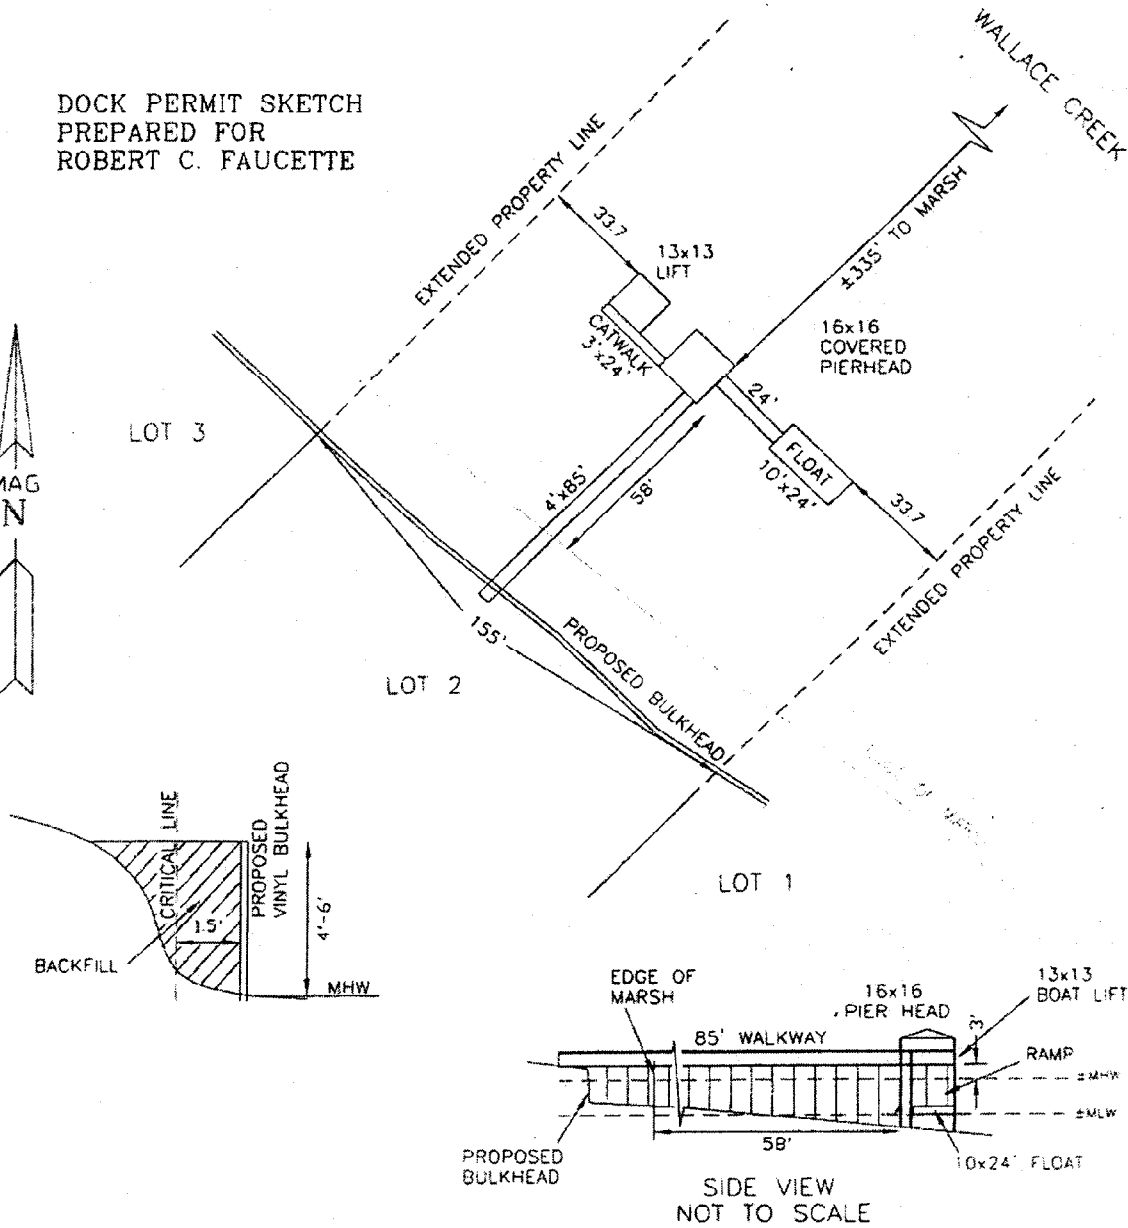 DOCK PERMIT SKETCH
PREPARED FOR
ROBERT C. FAUCETTE
WALLACE CREEK
EXTENDED PROPERTY LINE
33.7
13x13
LIFT
±335' TO MARSH
CATWALK
3'x24'
16x16
COVERED
PIERHEAD
24'
FLOAT
10'x24'
33.7
EXTENDED PROPERTY LINE
LOT 3
MAG
N
4'x85'
58'
155'
PROPOSED BULKHEAD
LOT 2
LOT 1
CRITICAL LINE
PROPOSED
VINYL BULKHEAD
1.5'
4'-6'
BACKFILL
MHW
EDGE OF
MARSH
16x16
PIER HEAD
13x13
BOAT LIFT
3'
85' WALKWAY
RAMP
±MHW
±MLW
58'
PROPOSED
BULKHEAD
10x24' FLOAT
SIDE VIEW
NOT TO SCALE